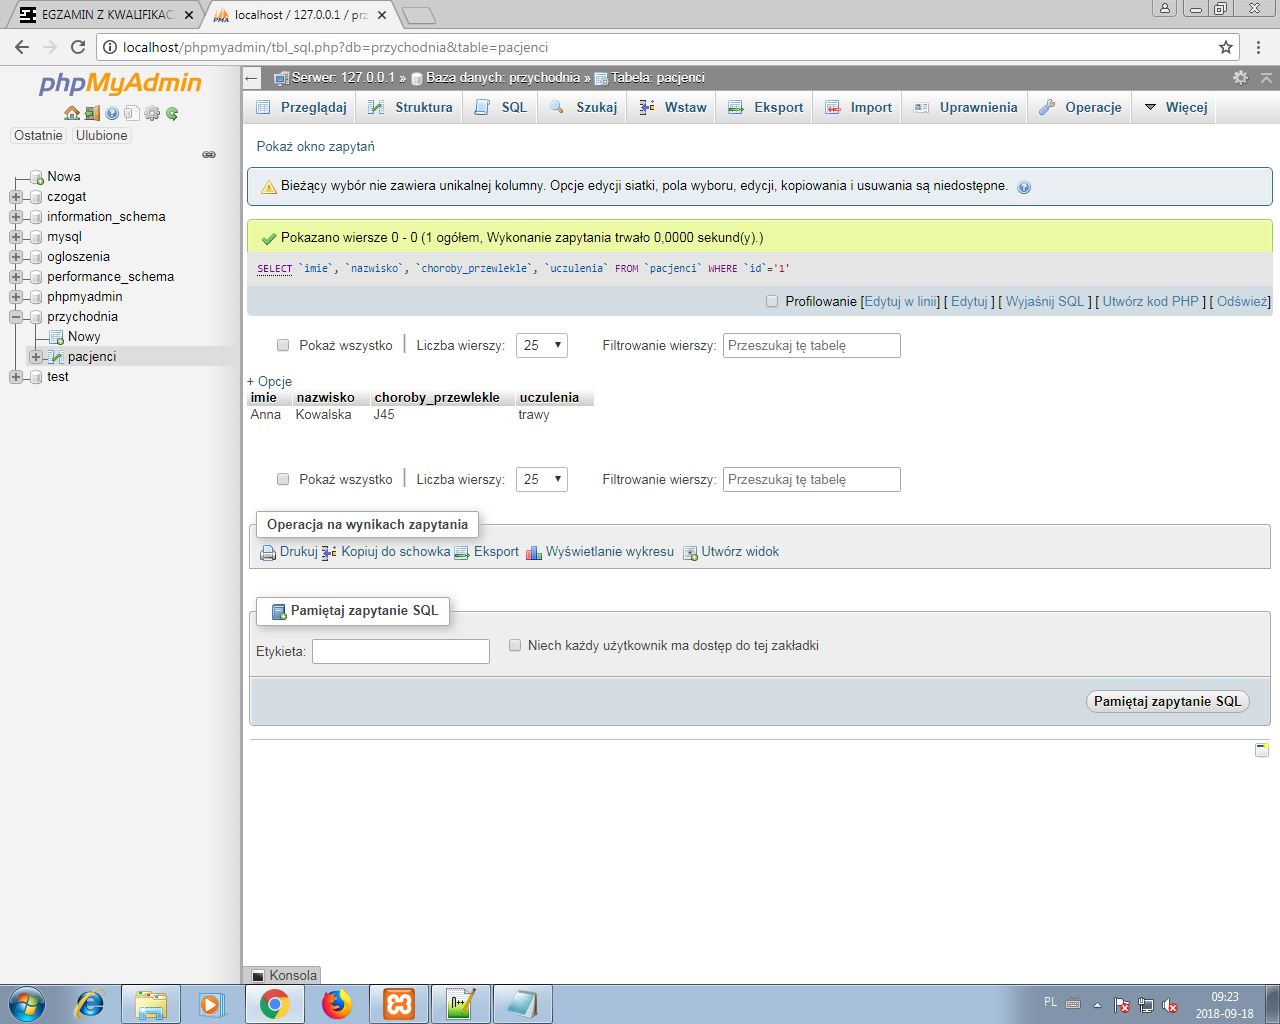 EGZAMIN Z KWALIFIKAC
localhost / 127.0.0.1 / prz
localhost/phpmyadmin/tbl_sql.php?db=przychodnia&table=pacjenci
phpMyAdmin
Ostatnie
Ulubione
Nowa
czogat
information_schema
mysql
ogloszenia
performance_schema
phpmyadmin
przychodnia
Nowy
pacjenci
test
Serwer: 127.0.0.1 » Baza danych: przychodnia » Tabela: pacjenci
Przeglądaj Struktura SQL Szukaj Wstaw Eksport Import Uprawnienia Operacje Więcej
Pokaż okno zapytań
Bieżący wybór nie zawiera unikalnej kolumny. Opcje edycji siatki, pola wyboru, edycji, kopiowania i usuwania są niedostępne.
Pokazano wiersze 0 - 0 (1 ogółem, Wykonanie zapytania trwało 0,0000 sekund(y).)
SELECT `imie`, `nazwisko`, `choroby_przewlekle`, `uczulenia` FROM `pacjenci` WHERE `id`='1'
Profilowanie [Edytuj w linii] [ Edytuj ] [ Wyjaśnij SQL ] [ Utwórz kod PHP ] [ Odśwież]
Pokaż wszystko | Liczba wierszy: 25 Filtrowanie wierszy: Przeszukaj tę tabelę
+ Opcje
imie nazwisko choroby_przewlekle uczulenia
Anna Kowalska J45 trawy
Pokaż wszystko | Liczba wierszy: 25 Filtrowanie wierszy: Przeszukaj tę tabelę
Operacja na wynikach zapytania
Drukuj Kopiuj do schowka Eksport Wyświetlanie wykresu Utwórz widok
Pamiętaj zapytanie SQL
Etykieta: Niech każdy użytkownik ma dostęp do tej zakładki
Pamiętaj zapytanie SQL
Konsola
PL
09:23
2018-09-18